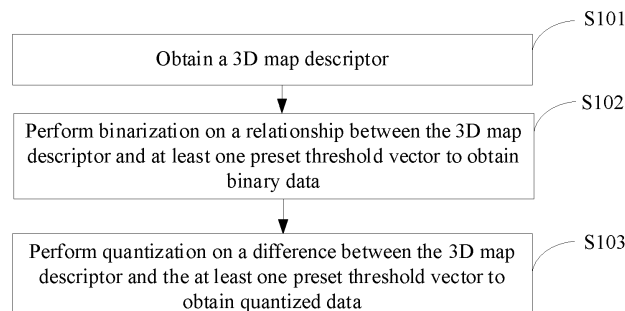 S101
Obtain a 3D map descriptor
S102
Perform binarization on a relationship between the 3D map
descriptor and at least one preset threshold vector to obtain
binary data
S103
Perform quantization on a difference between the 3D map
descriptor and the at least one preset threshold vector to
obtain quantized data